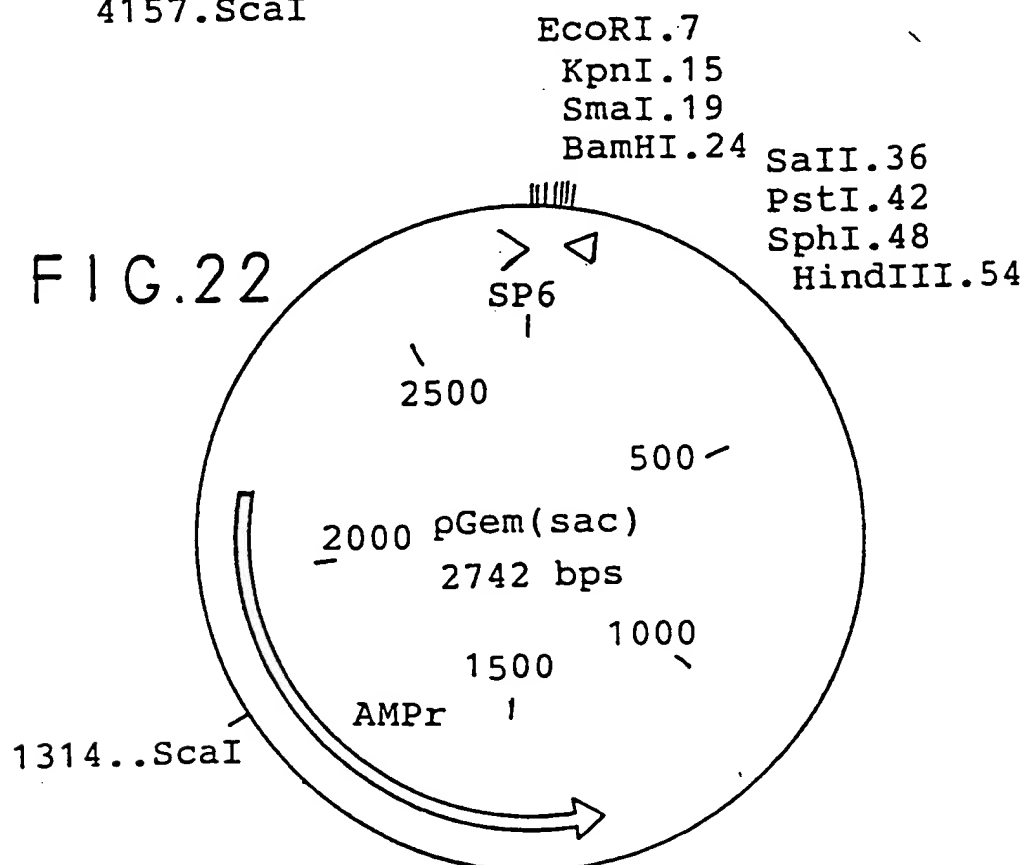 4157.ScaI
EcoRI.7
KpnI.15
SmaI.19
BamHI.24
SaII.36
PstI.42
SphI.48
HindIII.54
FIG.22
SP6
2500
500
2000
pGem(sac)
2742 bps
1000
1500
AMPr
1314..ScaI